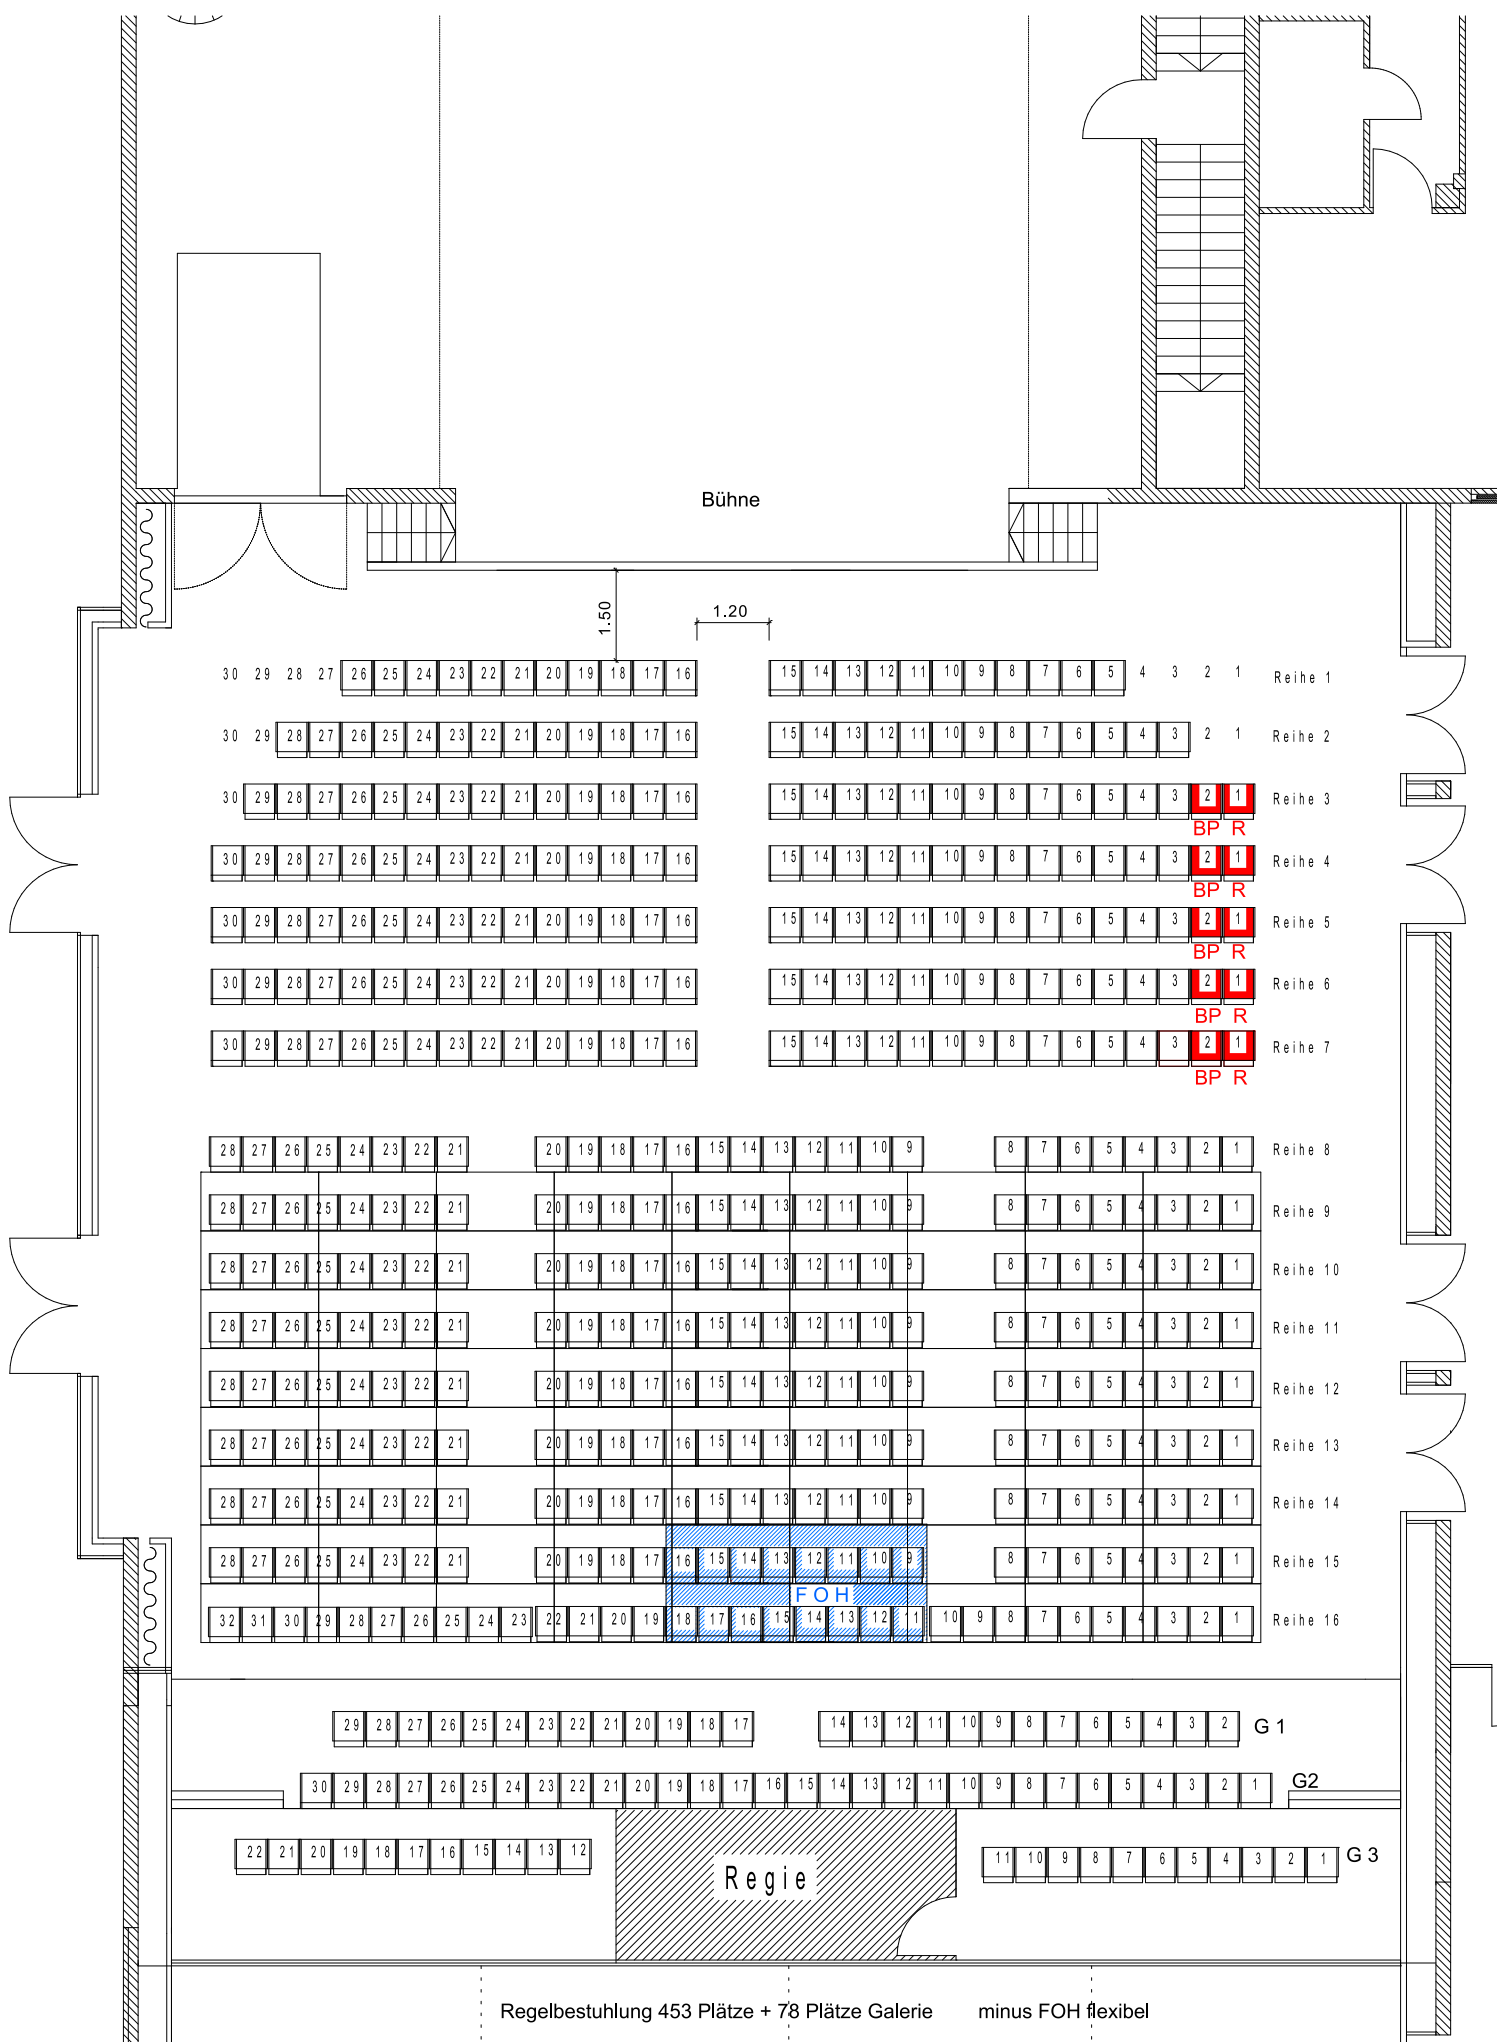 Bühne
1.50
1.20
30 29 28 27 26 25 24 23 22 21 20 19 18 17 16 15 14 13 12 11 10 9 8 7 6 5 4 3 2 1 Reihe 1
30 29 28 27 26 25 24 23 22 21 20 19 18 17 16 15 14 13 12 11 10 9 8 7 6 5 4 3 2 1 Reihe 2
30 29 28 27 26 25 24 23 22 21 20 19 18 17 16 15 14 13 12 11 10 9 8 7 6 5 4 3 2 1 Reihe 3
BP R
30 29 28 27 26 25 24 23 22 21 20 19 18 17 16 15 14 13 12 11 10 9 8 7 6 5 4 3 2 1 Reihe 4
BP R
30 29 28 27 26 25 24 23 22 21 20 19 18 17 16 15 14 13 12 11 10 9 8 7 6 5 4 3 2 1 Reihe 5
BP R
30 29 28 27 26 25 24 23 22 21 20 19 18 17 16 15 14 13 12 11 10 9 8 7 6 5 4 3 2 1 Reihe 6
BP R
30 29 28 27 26 25 24 23 22 21 20 19 18 17 16 15 14 13 12 11 10 9 8 7 6 5 4 3 2 1 Reihe 7
BP R
28 27 26 25 24 23 22 21 20 19 18 17 16 15 14 13 12 11 10 9 8 7 6 5 4 3 2 1 Reihe 8
28 27 26 25 24 23 22 21 20 19 18 17 16 15 14 13 12 11 10 9 8 7 6 5 4 3 2 1 Reihe 9
28 27 26 25 24 23 22 21 20 19 18 17 16 15 14 13 12 11 10 9 8 7 6 5 4 3 2 1 Reihe 10
28 27 26 25 24 23 22 21 20 19 18 17 16 15 14 13 12 11 10 9 8 7 6 5 4 3 2 1 Reihe 11
28 27 26 25 24 23 22 21 20 19 18 17 16 15 14 13 12 11 10 9 8 7 6 5 4 3 2 1 Reihe 12
28 27 26 25 24 23 22 21 20 19 18 17 16 15 14 13 12 11 10 9 8 7 6 5 4 3 2 1 Reihe 13
28 27 26 25 24 23 22 21 20 19 18 17 16 15 14 13 12 11 10 9 8 7 6 5 4 3 2 1 Reihe 14
28 27 26 25 24 23 22 21 20 19 18 17 16 15 14 13 12 11 10 9 8 7 6 5 4 3 2 1 Reihe 15
FOH
32 31 30 29 28 27 26 25 24 23 22 21 20 19 18 17 16 15 14 13 12 11 10 9 8 7 6 5 4 3 2 1 Reihe 16
29 28 27 26 25 24 23 22 21 20 19 18 17 14 13 12 11 10 9 8 7 6 5 4 3 2 G 1
30 29 28 27 26 25 24 23 22 21 20 19 18 17 16 15 14 13 12 11 10 9 8 7 6 5 4 3 2 1 G2
22 21 20 19 18 17 16 15 14 13 12 11 10 9 8 7 6 5 4 3 2 1 G 3
Regie
Regelbestuhlung 453 Plätze + 78 Plätze Galerie minus FOH flexibel